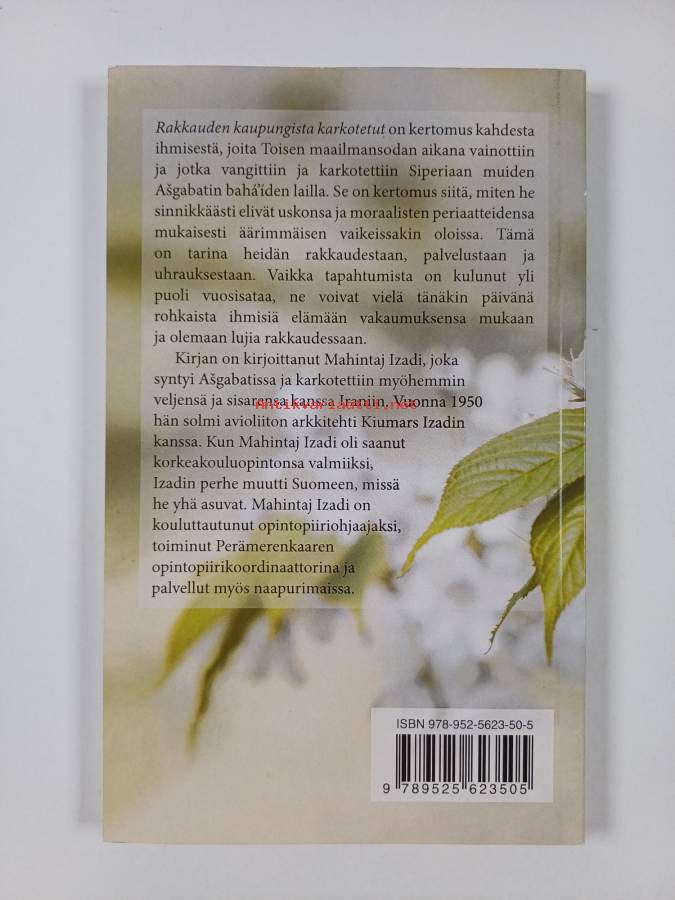 Rakkauden kaupungista karkotetut on kertomus kahdesta
ihmisestä, joita Toisen maailmansodan aikana vainottiin
ja jotka vangittiin ja karkotettiin Siperiaan muiden
Ašgabatin bahá'íden lailla. Se on kertomus siitä, miten he
sinnikkäästi elivät uskonsa ja moraalisten periaatteidensa
mukaisesti äärimmäisen vaikeissakin oloissa. Tämä
on tarina heidän rakkaudestaan, palvelustaan ja
uhrauksestaan. Vaikka tapahtumista on kulunut yli
puoli vuosisataa, ne voivat vielä tänäkin päivänä
rohkaista ihmisiä elämään vakaumuksensa mukaan
ja olemaan lujia rakkaudessaan.
Kirjan on kirjoittanut Mahintaj Izadi, joka
syntyi Ašgabatissa ja karkotettiin myöhemmin
veljensä ja sisarensa kanssa Iraniin. Vuonna 1950
Antikvariaatti.net
hän solmi avioliiton arkkitehti Kiumars Izadin
kanssa. Kun Mahintaj Izadi oli saanut
korkeakouluopintonsa valmiiksi,
Izadin perhe muutti Suomeen, missä
he yhä asuvat. Mahintaj Izadi on
kouluttautunut opintopiiriohjaajaksi,
toiminut Perämerenkaaren
opintopiirikoordinaattorina ja
palvellut myös naapurimaissa.
ISBN 978-952-5623-50-5
9 789525 623505